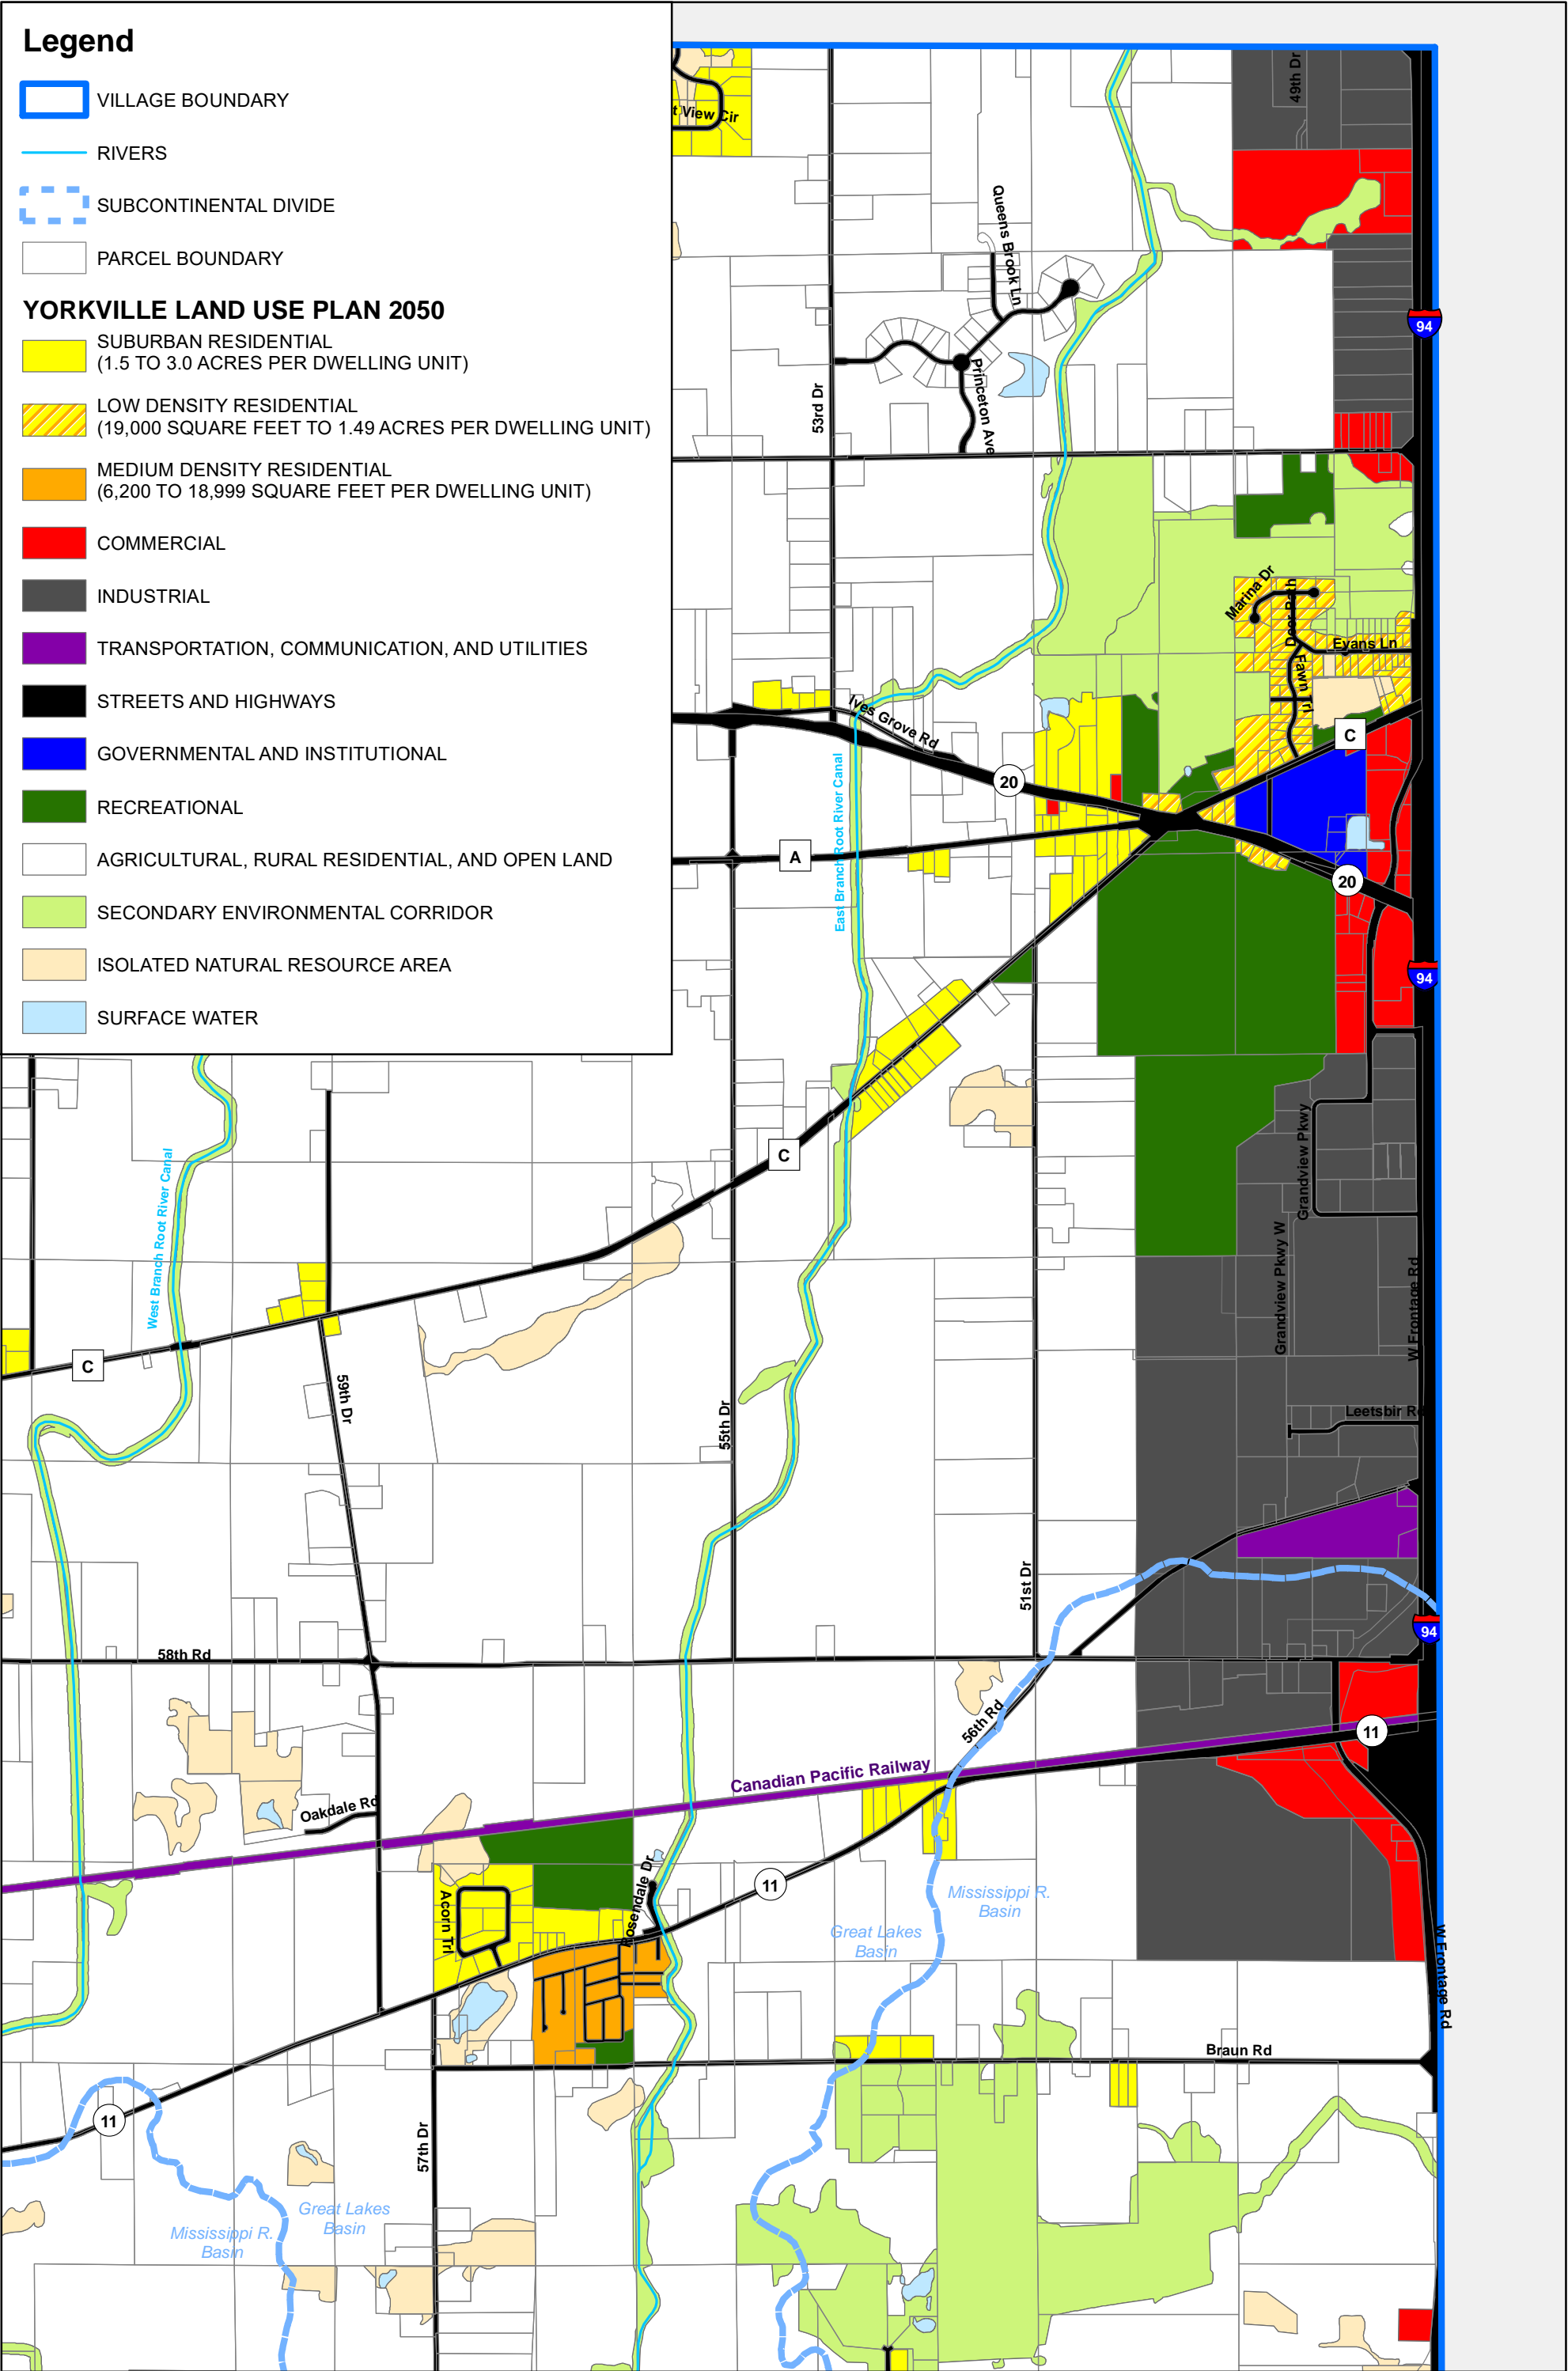 Legend
VILLAGE BOUNDARY
RIVERS
SUBCONTINENTAL DIVIDE
PARCEL BOUNDARY
YORKVILLE LAND USE PLAN 2050
SUBURBAN RESIDENTIAL
(1.5 TO 3.0 ACRES PER DWELLING UNIT)
LOW DENSITY RESIDENTIAL
(19,000 SQUARE FEET TO 1.49 ACRES PER DWELLING UNIT)
MEDIUM DENSITY RESIDENTIAL
(6,200 TO 18,999 SQUARE FEET PER DWELLING UNIT)
COMMERCIAL
INDUSTRIAL
TRANSPORTATION, COMMUNICATION, AND UTILITIES
STREETS AND HIGHWAYS
GOVERNMENTAL AND INSTITUTIONAL
RECREATIONAL
AGRICULTURAL, RURAL RESIDENTIAL, AND OPEN LAND
SECONDARY ENVIRONMENTAL CORRIDOR
ISOLATED NATURAL RESOURCE AREA
SURFACE WATER
49th Dr
t View Cir
Queens Brook Ln
94
53rd Dr
Princeton Ave
Marina Dr
Deer Path
Evans Ln
Fawn Trl
Ives Grove Rd
C
20
East Branch Root River Canal
A
20
94
C
Grandview Pkwy
West Branch Root River Canal
Grandview Pkwy W
W Frontage Rd
C
59th Dr
55th Dr
Leetsbir Rd
51st Dr
94
58th Rd
56th Rd
11
Canadian Pacific Railway
Oakdale Rd
Rosendale Dr
11
Acorn Trl
Mississippi R.
Basin
Great Lakes
Basin
W Frontage Rd
Braun Rd
11
57th Dr
Great Lakes
Basin
Mississippi R.
Basin